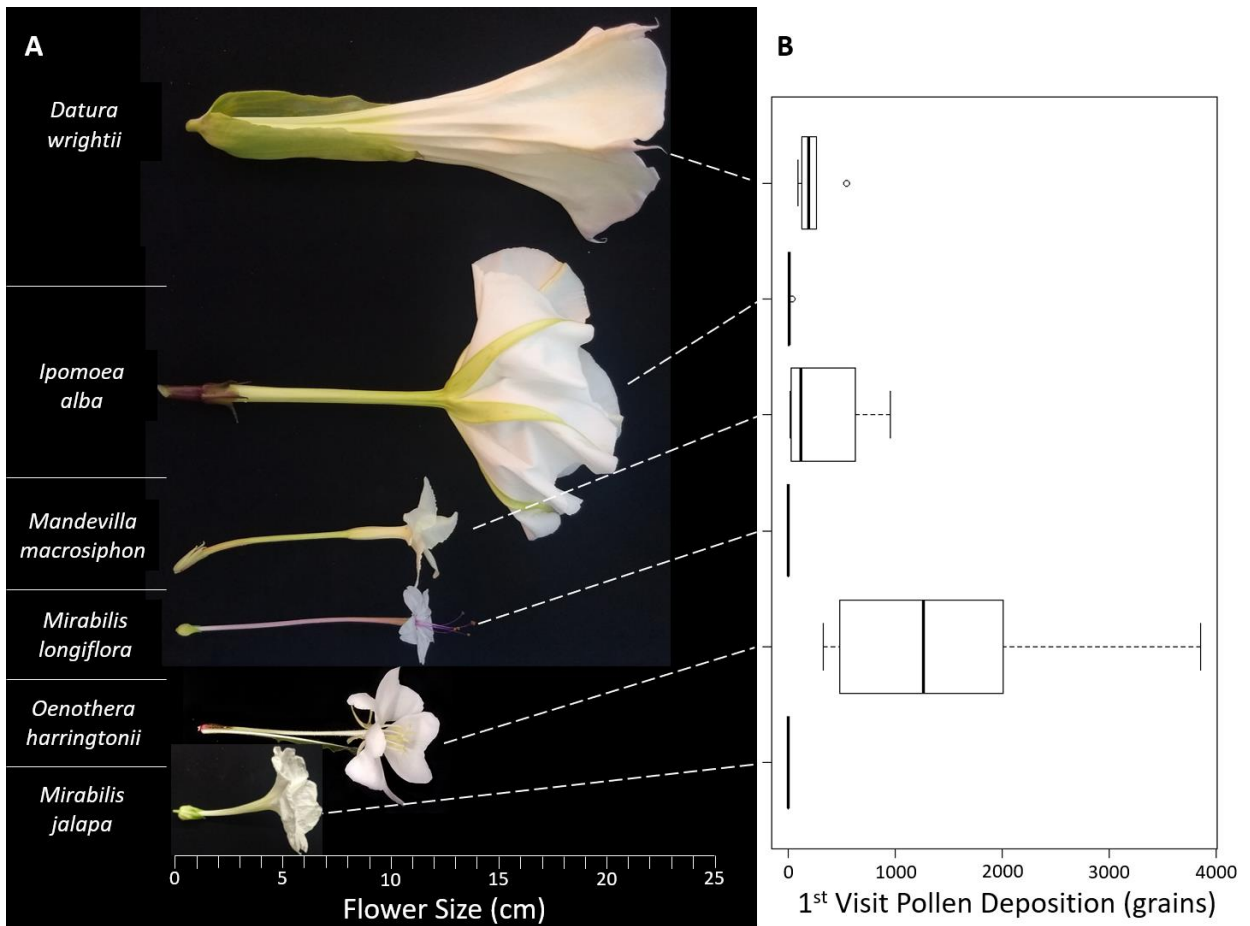 A
B
Datura
wrightii
Ipomoea
alba
Mandevilla
macrosiphon
Mirabilis
longiflora
Oenothera
harringtonii
Mirabilis
jalapa
0 5 10 15 20 25
Flower Size (cm)
0 1000 2000 3000 4000
1st Visit Pollen Deposition (grains)